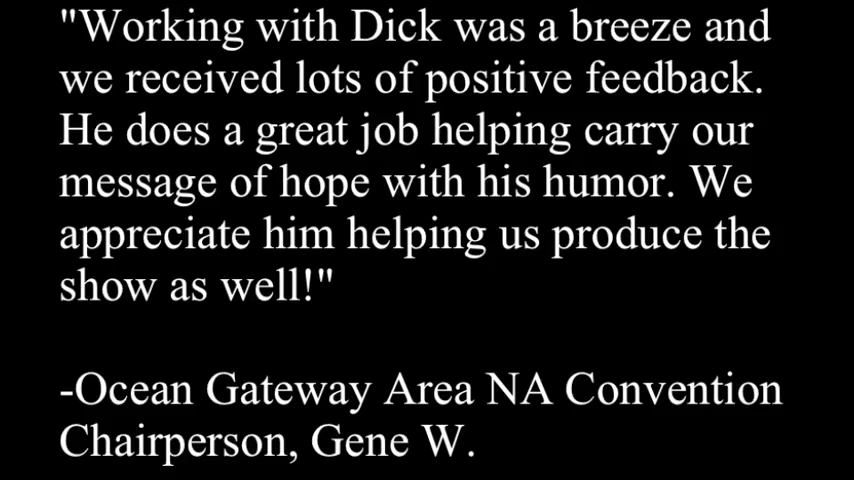 "Working with Dick was a breeze and
we received lots of positive feedback.
He does a great job helping carry our
message of hope with his humor. We
appreciate him helping us produce the
show as well!"
-Ocean Gateway Area NA Convention
Chairperson, Gene W.